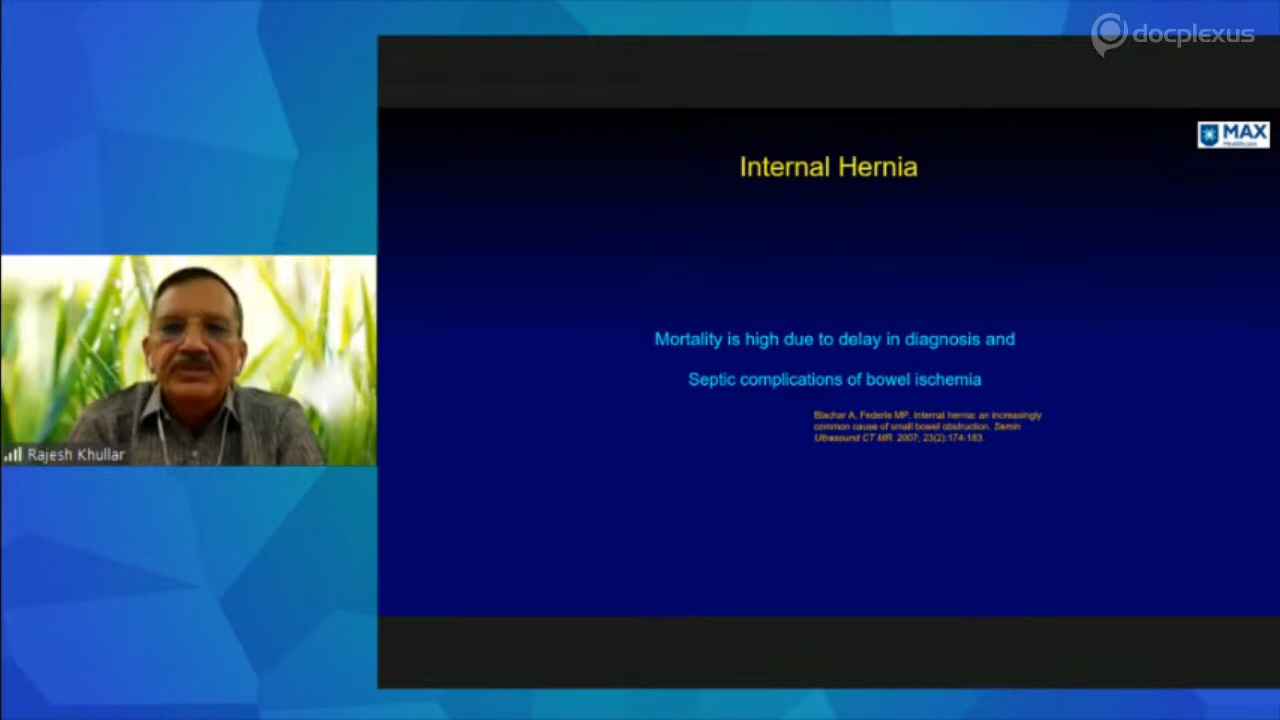 docplexus
MAX
Healthcare
Internal Hernia
Mortality is high due to delay in diagnosis and
Septic complications of bowel ischemia
Blachar A, Federle MP. Internal hernia: an increasingly
common cause of small bowel obstruction. Semin
Ultrasound CT MR. 2007; 23(2):174-183.
Rajesh Khullar